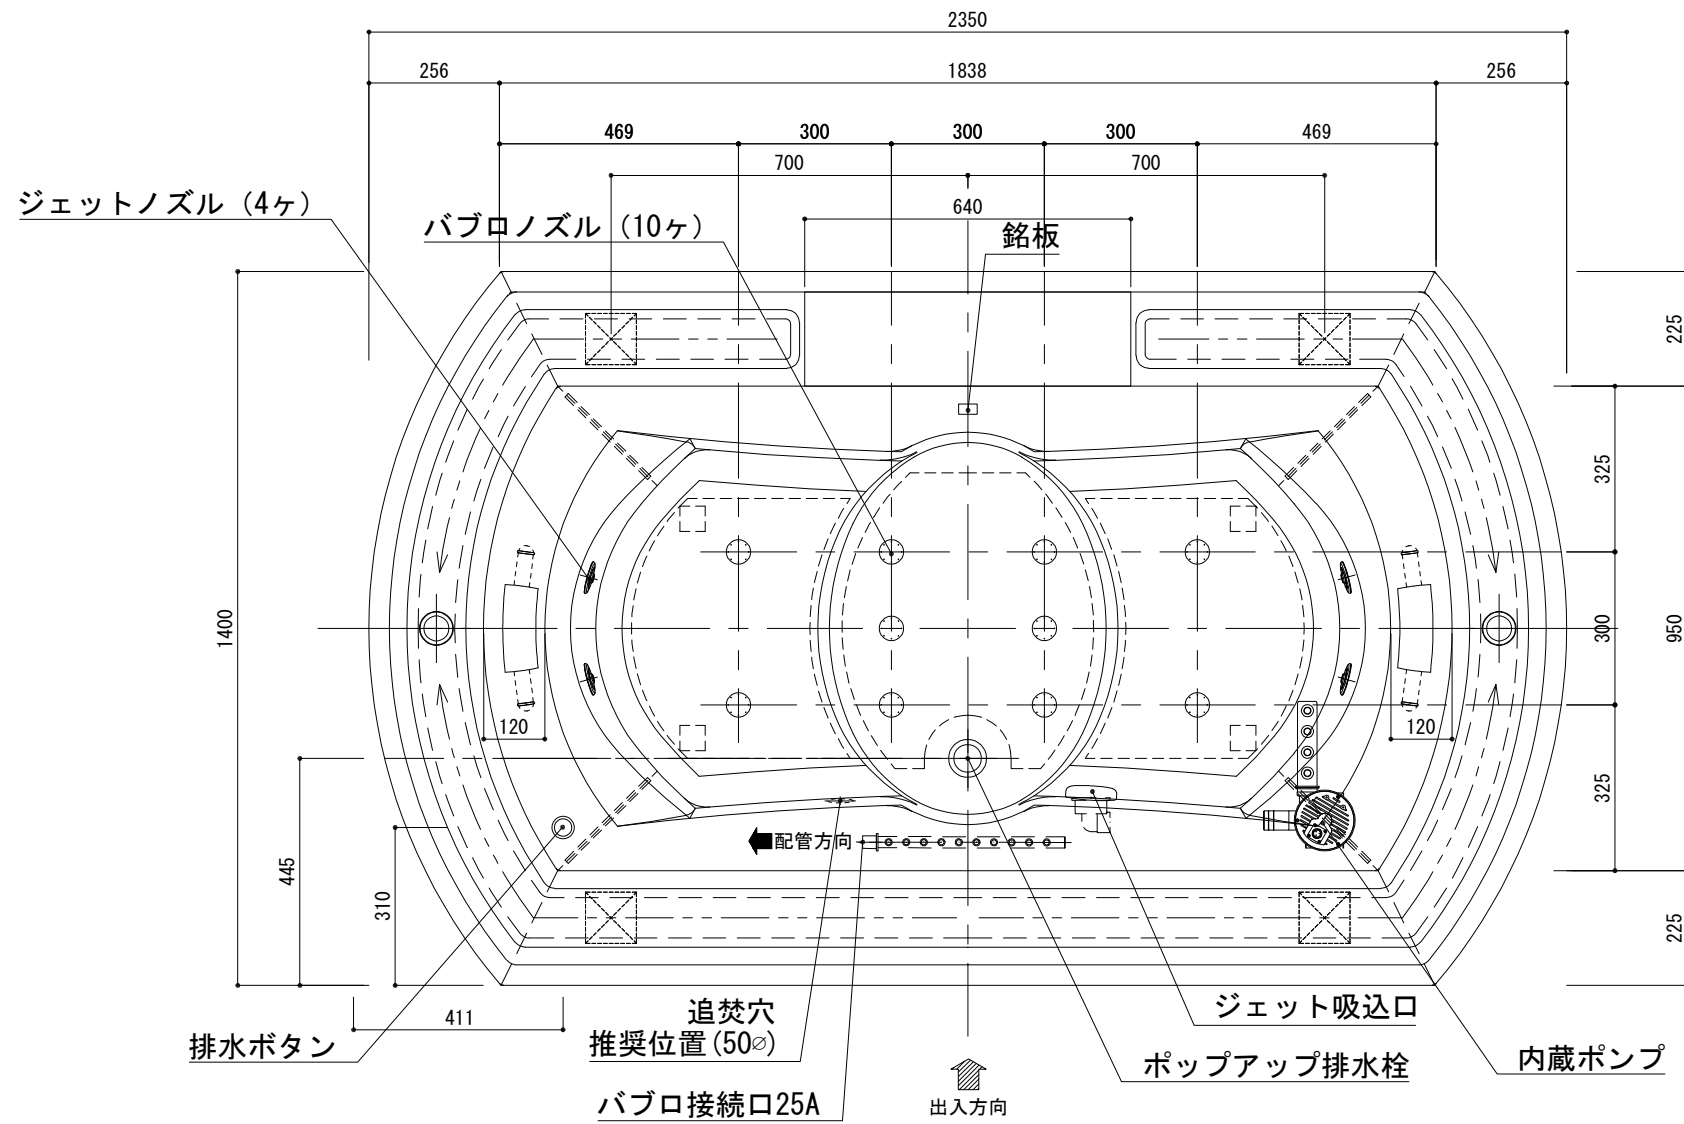 2350
256
1838
256
469
300
300
300
469
700
700
640
ジェットノズル（4ヶ）
バブロノズル（10ヶ）
銘板
225
325
1400
300
950
120
120
325
配管方向
445
310
225
411
排水ボタン
追焚穴
推奨位置(50⌀)
バブロ接続口25A
出入方向
ジェット吸込口
ポップアップ排水栓
内蔵ポンプ